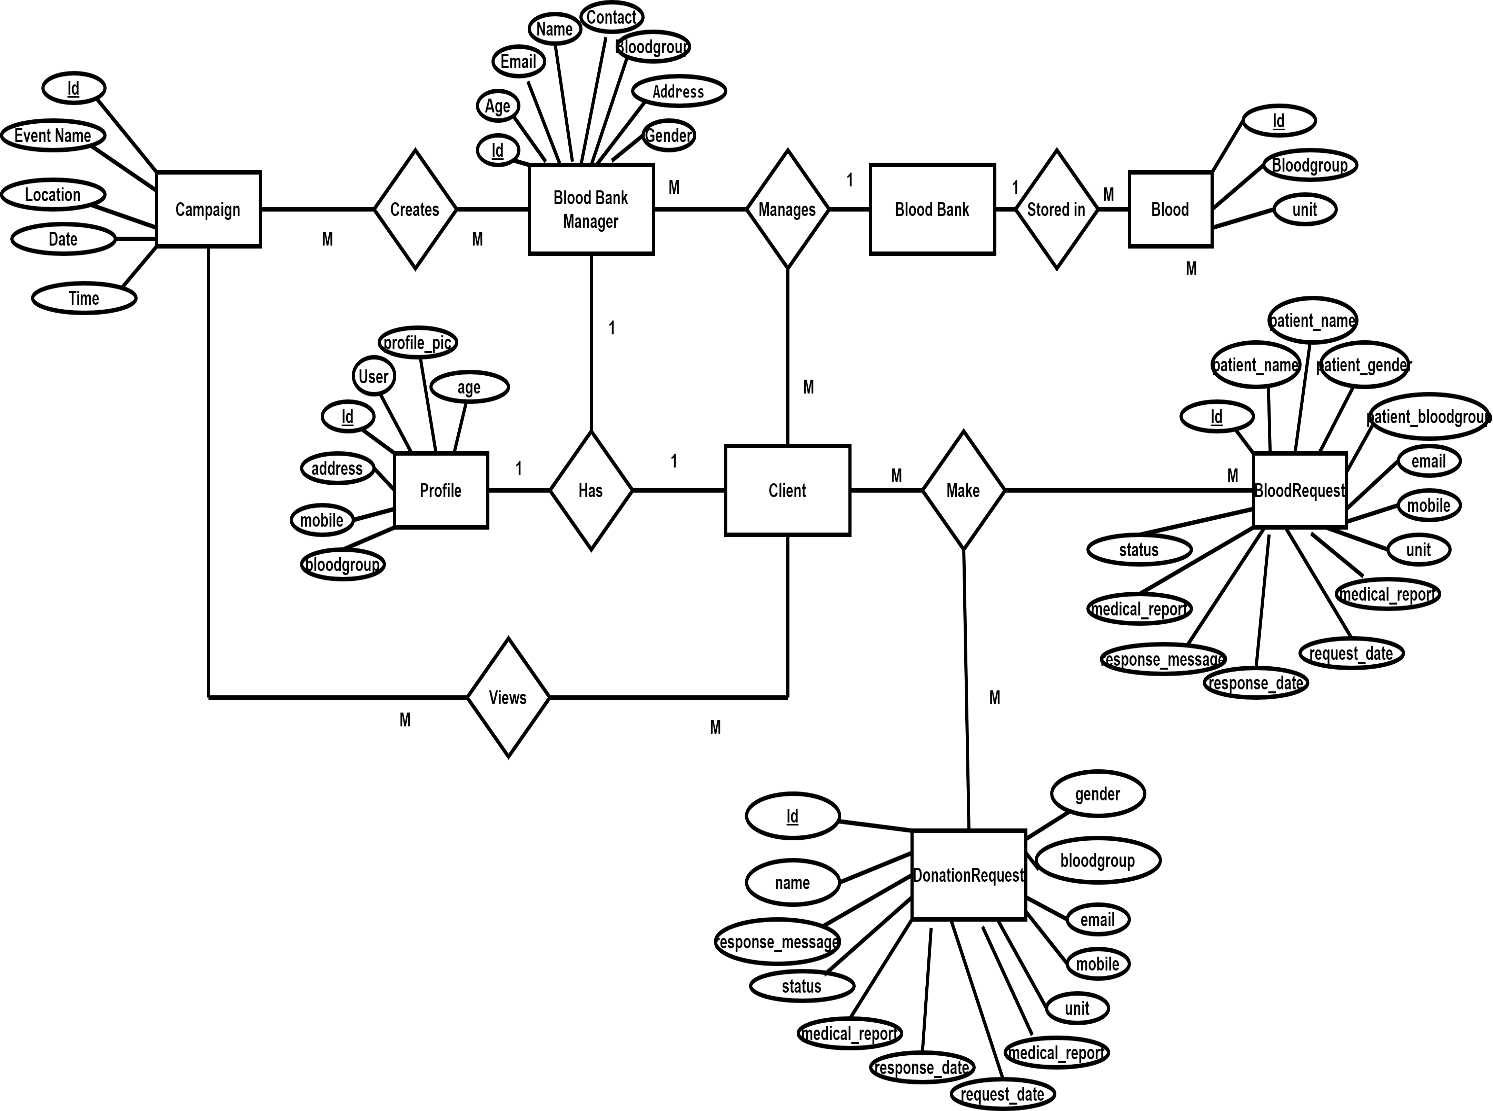 Contact
Name
Bloodgroup
Email
Id
Address
Age
Id
Event Name
Gender
Id
Bloodgroup
Location
Campaign
Creates
Blood Bank
Manager
M
Manages
1
Blood Bank
1
Stored in
M
Blood
unit
Date
M
M
M
Time
1
patient_name
profile_pic
patient_name
patient_gender
User
age
M
Id
Id
patient_bloodgroup
address
1
1
M
M
email
Profile
Has
Client
Make
BloodRequest
mobile
mobile
bloodgroup
status
unit
medical_report
medical_report
response_message
request_date
response_date
Views
M
M
M
gender
Id
bloodgroup
DonationRequest
name
email
response_message
mobile
status
unit
medical_report
medical_report
response_date
request_date